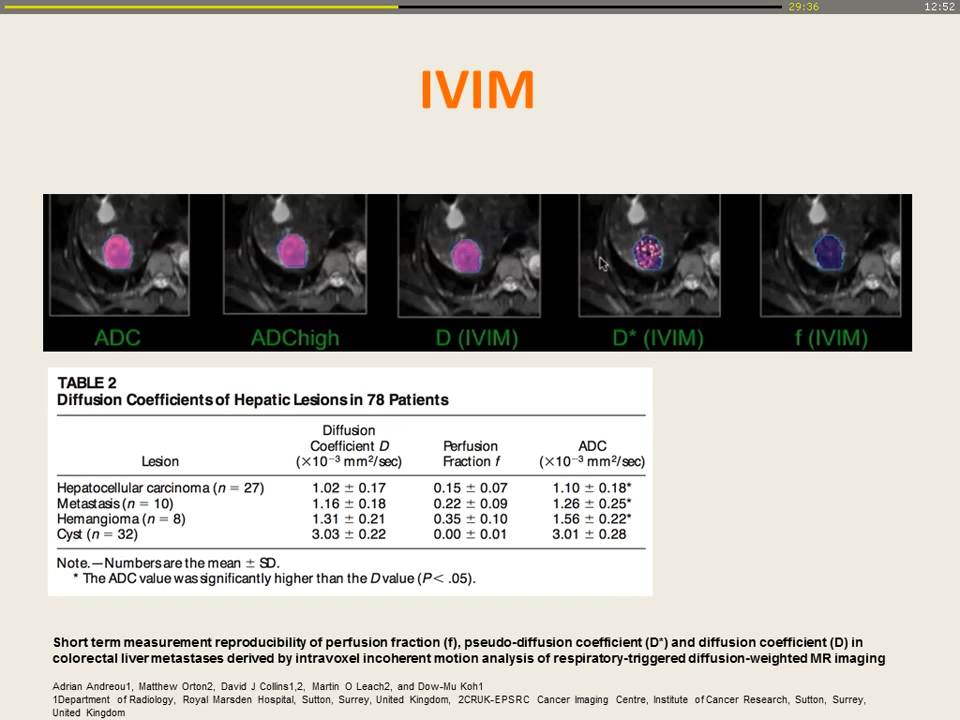 29:36 12:52
IVIM
ADC ADChigh D (IVIM) D* (IVIM) f (IVIM)
TABLE 2
Diffusion Coefficients of Hepatic Lesions in 78 Patients
Diffusion
Coefficient D Perfusion ADC
Lesion (×10⁻³ mm²/sec) Fraction f (×10⁻³ mm²/sec)
Hepatocellular carcinoma (n = 27) 1.02 ± 0.17 0.15 ± 0.07 1.10 ± 0.18*
Metastasis (n = 10) 1.16 ± 0.18 0.22 ± 0.09 1.26 ± 0.25*
Hemangioma (n = 8) 1.31 ± 0.21 0.35 ± 0.10 1.56 ± 0.22*
Cyst (n = 32) 3.03 ± 0.22 0.00 ± 0.01 3.01 ± 0.28
Note.—Numbers are the mean ± SD.
* The ADC value was significantly higher than the D value (P < .05).
Short term measurement reproducibility of perfusion fraction (f), pseudo-diffusion coefficient (D*) and diffusion coefficient (D) in
colorectal liver metastases derived by intravoxel incoherent motion analysis of respiratory-triggered diffusion-weighted MR imaging
Adrian Andreou1, Matthew Orton2, David J Collins1,2, Martin O Leach2, and Dow-Mu Koh1
1Department of Radiology, Royal Marsden Hospital, Sutton, Surrey, United Kingdom, 2CRUK-EPSRC Cancer Imaging Centre, Institute of Cancer Research, Sutton, Surrey,
United Kingdom